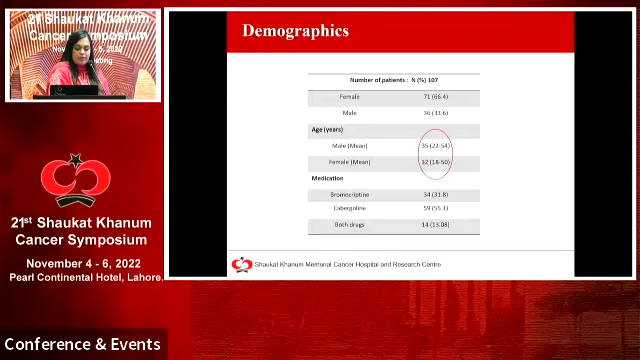 21st Shaukat Khanum
Cancer Symposium
Demographics
Number of patients : N (%) 107
Female 71 (66.4)
Male 36 (33.6)
Age (years)
Male (Mean) 35 (22-54)
Female (Mean) 32 (18-50)
Medication
Bromocriptine 34 (31.8)
Cabergoline 59 (55.1)
Both drugs 14 (13.08)
Shaukat Khanum Memorial Cancer Hospital and Research Centre
21st Shaukat Khanum
Cancer Symposium
November 4 - 6, 2022
Pearl Continental Hotel, Lahore.
Conference & Events